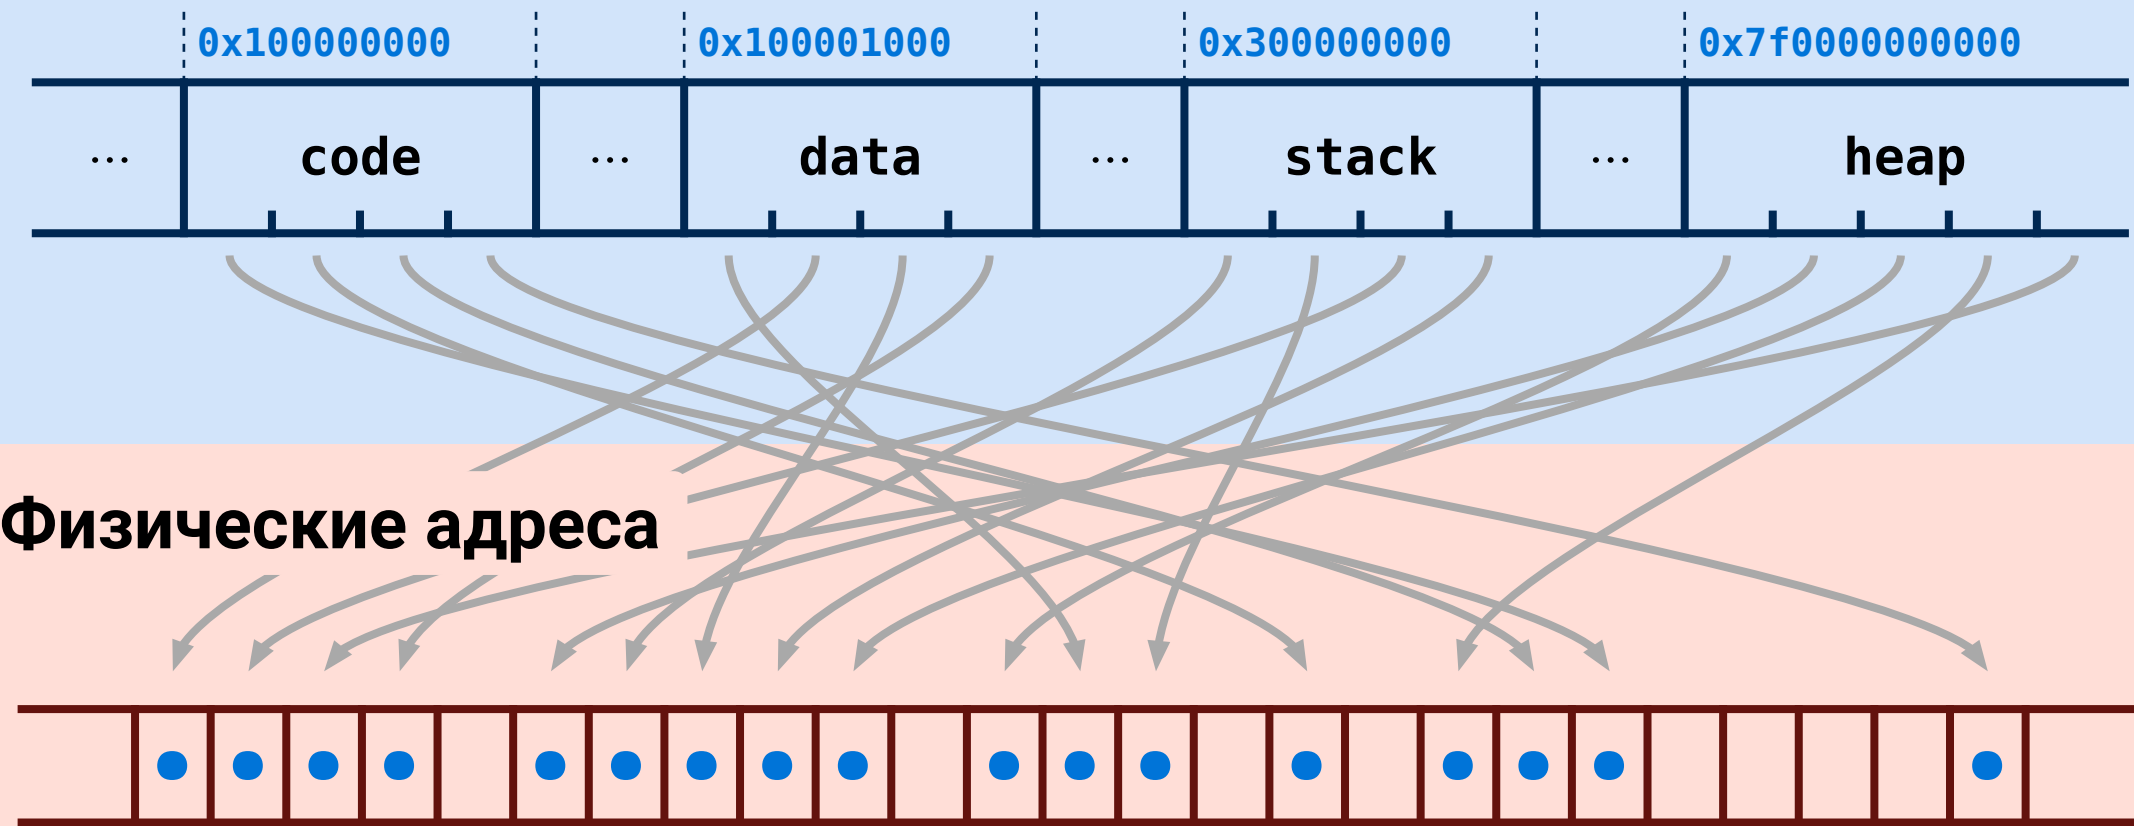 0x100000000 0x100001000 0x300000000 0x7f0000000000
... code ... data ... stack ... heap
Физические адреса